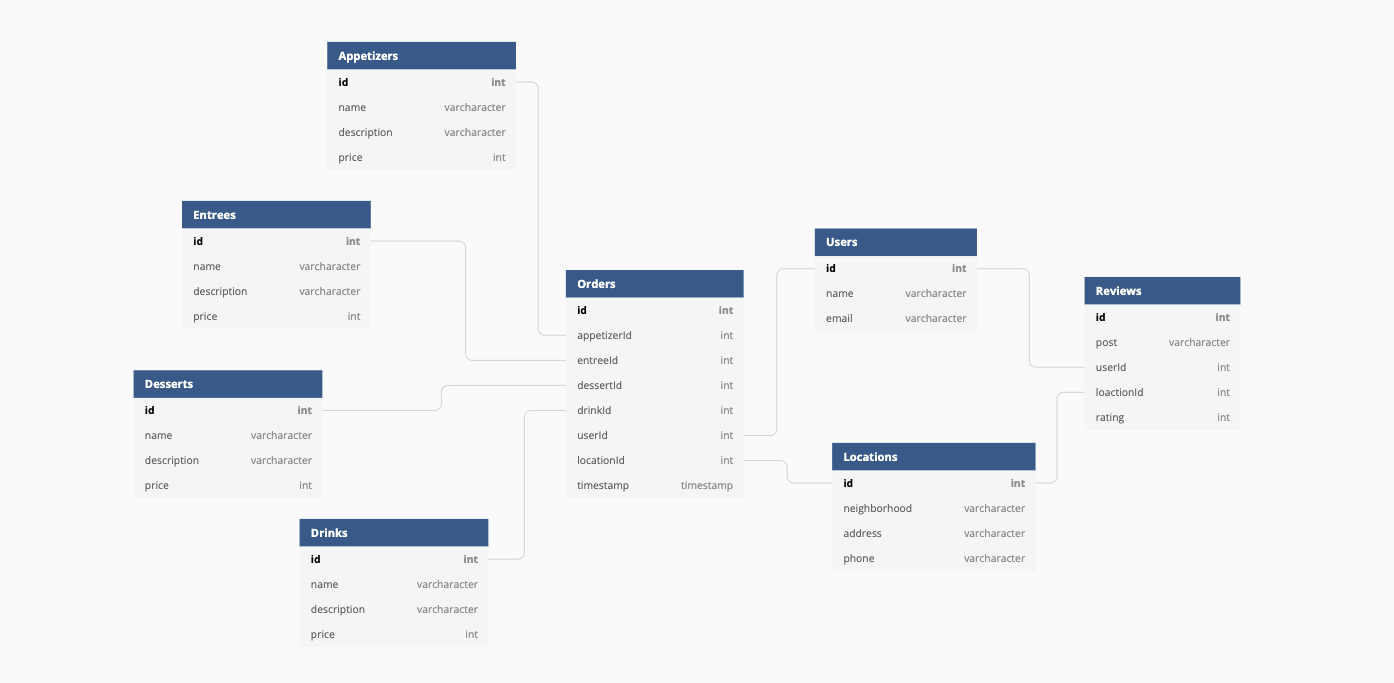 Appetizers
id int
name varcharacter
description varcharacter
price int
Entrees
id int
name varcharacter
description varcharacter
price int
Desserts
id int
name varcharacter
description varcharacter
price int
Drinks
id int
name varcharacter
description varcharacter
price int
Orders
id int
appetizerId int
entreeId int
dessertId int
drinkId int
userId int
locationId int
timestamp timestamp
Users
id int
name varcharacter
email varcharacter
Locations
id int
neighborhood varcharacter
address varcharacter
phone varcharacter
Reviews
id int
post varcharacter
userId int
loactionId int
rating int